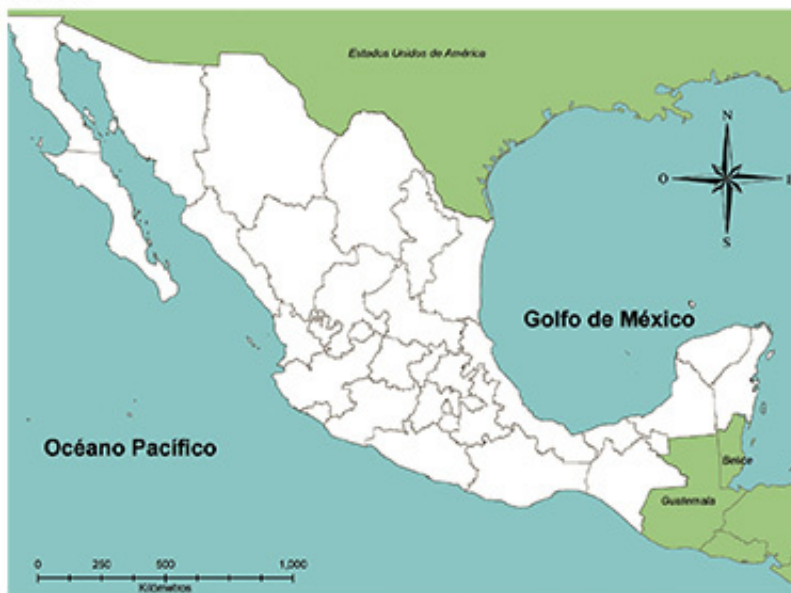 Estados Unidos de América
N
O
E
S
Golfo de México
Océano Pacífico
Belice
Guatemala
0 250 500 1,000
Kilómetros